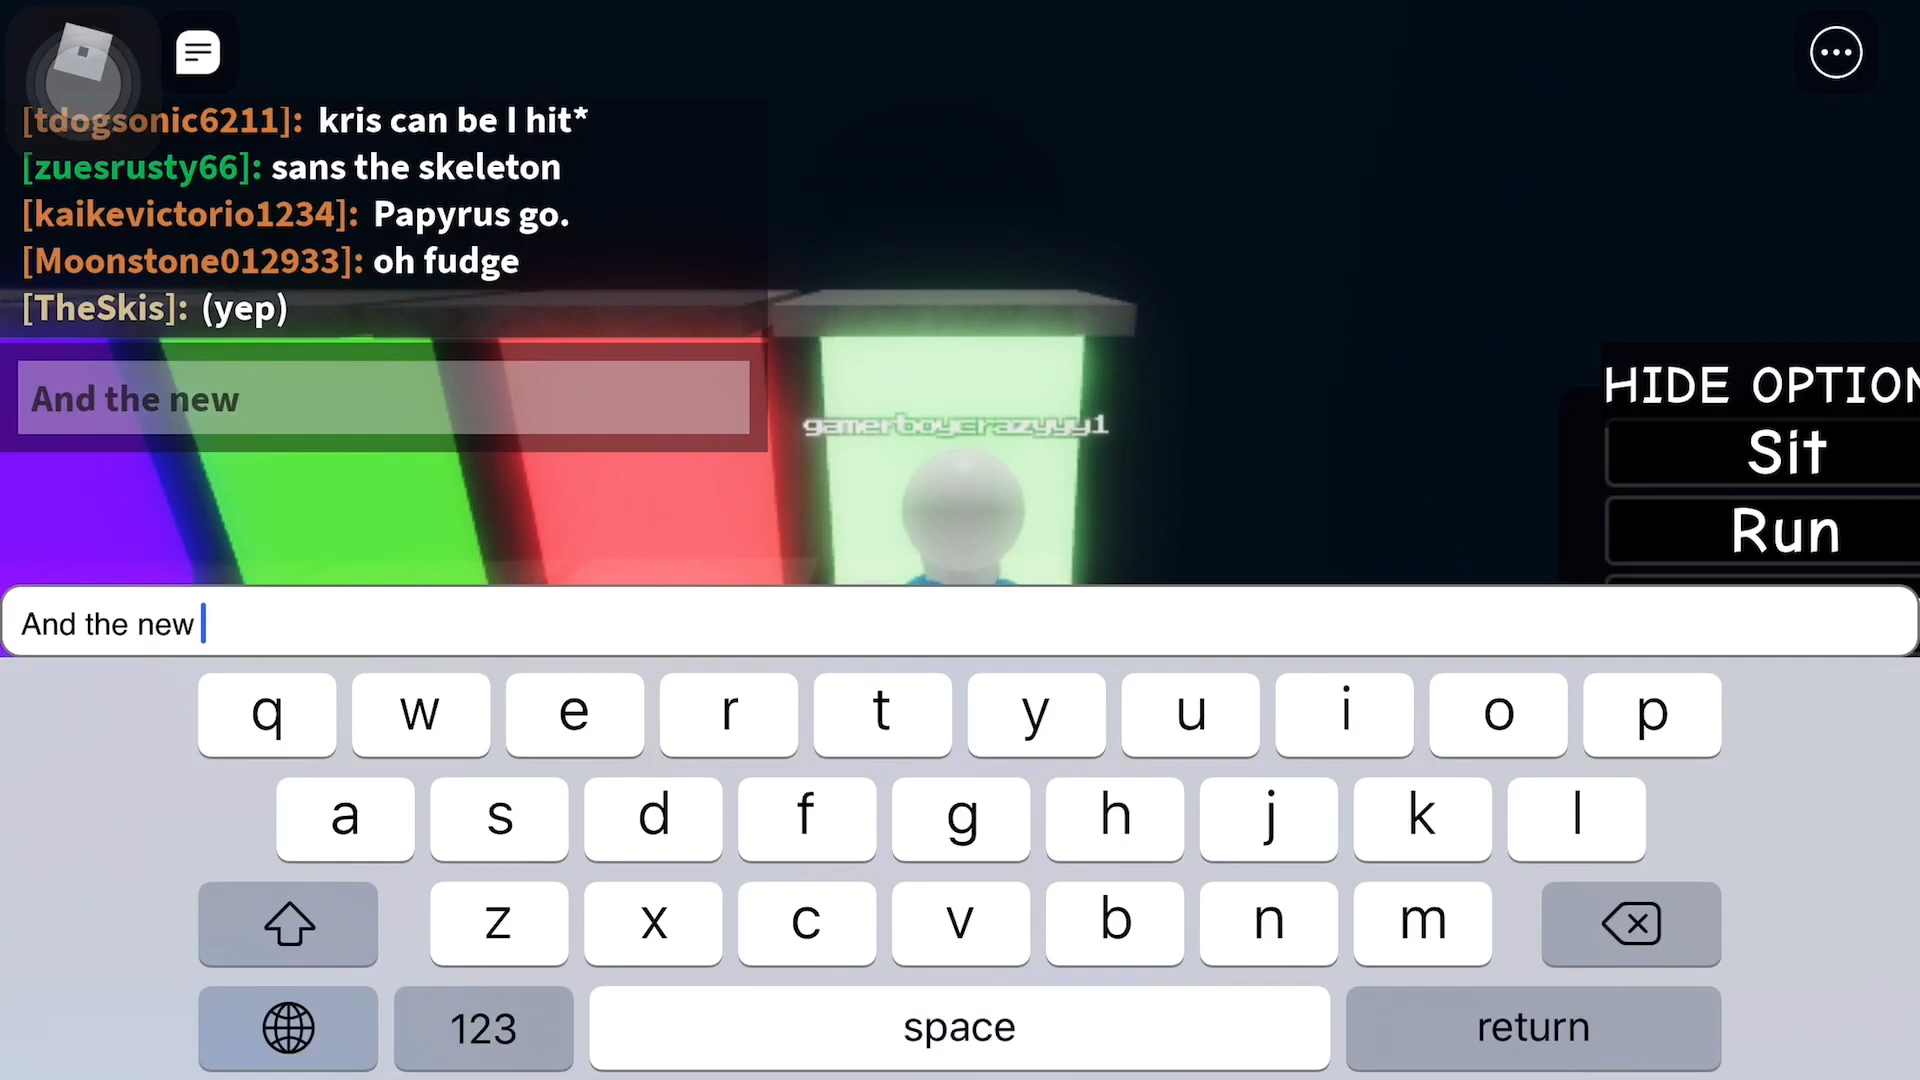 [tdogsonic6211]: kris can be I hit*
[zuesrusty66]: sans the skeleton
[kaikevictorio1234]: Papyrus go.
[Moonstone012933]: oh fudge
[TheSkis]: (yep)
And the new
gamerboycrazyyy1
HIDE OPTION
Sit
Run
And the new
q w e r t y u i o p
a s d f g h j k l
z x c v b n m
123 space return